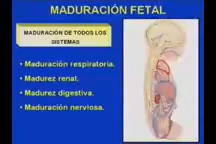 MADURACIÓN FETAL
MADURACIÓN DE TODOS LOS
SISTEMAS
• Maduración respiratoria.
• Madurez renal.
• Madurez digestiva.
• Maduración nerviosa.